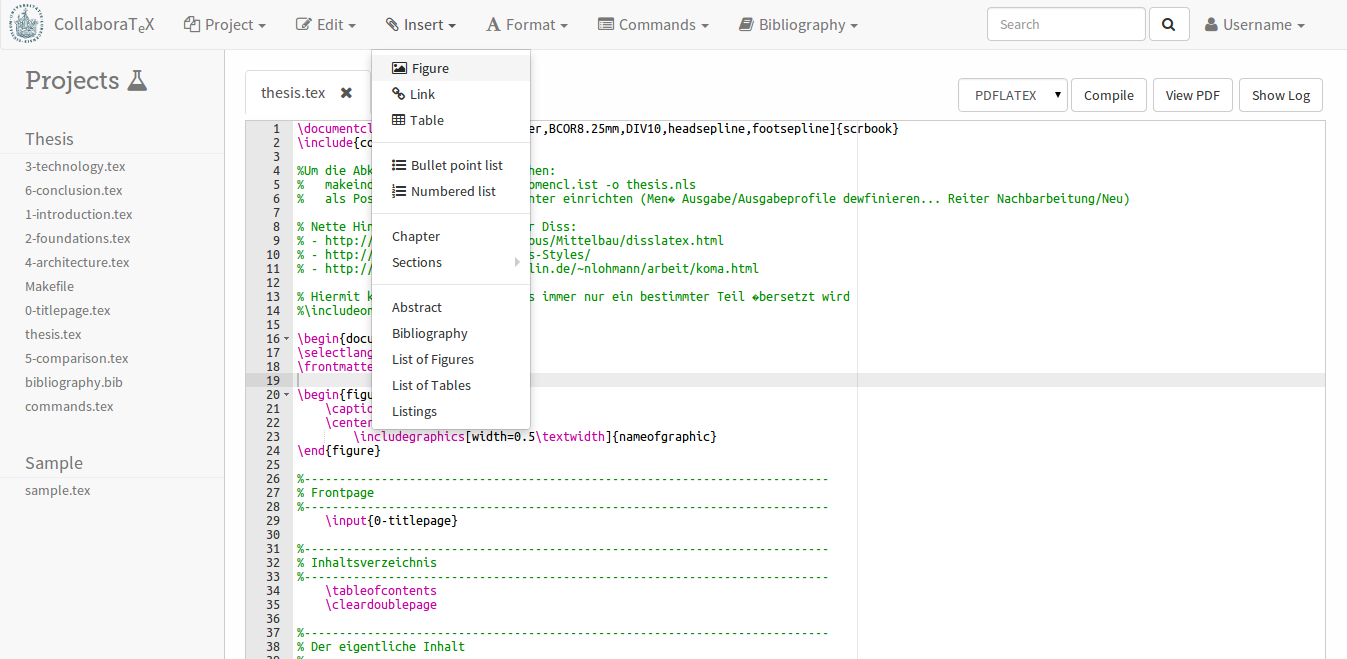 CollaboraTeX Project Edit Insert Format Commands Bibliography Search Username
Projects
Thesis
3-technology.tex
6-conclusion.tex
1-introduction.tex
2-foundations.tex
4-architecture.tex
Makefile
0-titlepage.tex
thesis.tex
5-comparison.tex
bibliography.bib
commands.tex
Sample
sample.tex
Figure
Link
Table
Bullet point list
Numbered list
Chapter
Sections
Abstract
Bibliography
List of Figures
List of Tables
Listings
thesis.tex ✖
PDFLATEX Compile View PDF Show Log
1 \documentcl er,BCOR8.25mm,DIV10,headsepline,footsepline]{scrbook}
2 \include{co
3
4 %Um die Abk hen:
5 % makeind omencl.ist -o thesis.nls
6 % als Pos nter einrichten (Men� Ausgabe/Ausgabeprofile dewfinieren... Reiter Nachbarbeitung/Neu)
7
8 % Nette Hin r Diss:
9 % - http:// ous/Mittelbau/disslatex.html
10 % - http:// s-Styles/
11 % - http:// lin.de/~nlohmann/arbeit/koma.html
12
13 % Hiermit k s immer nur ein bestimmter Teil �bersetzt wird
14 %\includeon
15
16 \begin{docu
17 \selectlang
18 \frontmatte
19
20 \begin{figu
21 \captio
22 \center
23 \includegraphics[width=0.5\textwidth]{nameofgraphic}
24 \end{figure}
25
26 %---------------------------------------------------------------------------
27 % Frontpage
28 %---------------------------------------------------------------------------
29 \input{0-titlepage}
30
31 %---------------------------------------------------------------------------
32 % Inhaltsverzeichnis
33 %---------------------------------------------------------------------------
34 \tableofcontents
35 \cleardoublepage
36
37 %---------------------------------------------------------------------------
38 % Der eigentliche Inhalt